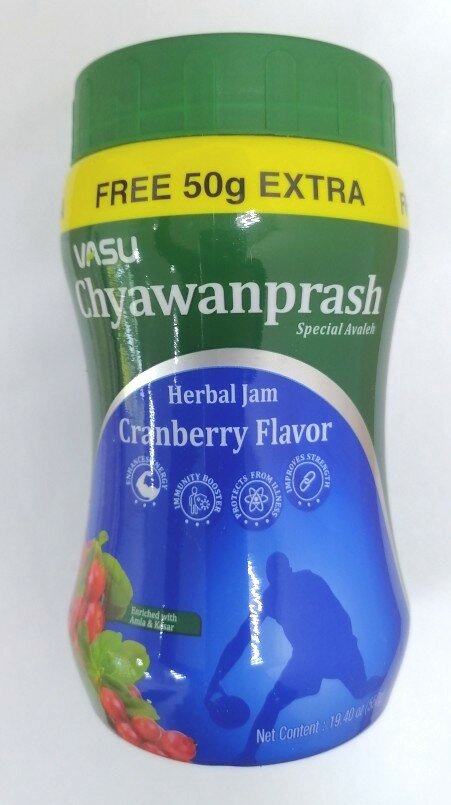 FREE 50g EXTRA
VASU
Chyawanprash
Special Avaleh
Herbal Jam
Cranberry Flavor
ENHANCES ENERGY
IMMUNITY BOOSTER
PROTECTS FROM ILLNESS
IMPROVES STRENGTH
Enriched with
Amla & Kesar
Net Content : 19.40 oz